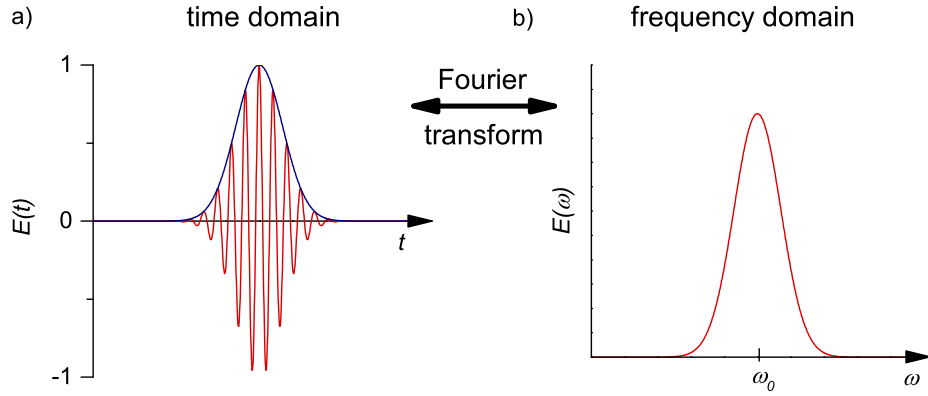 a)
time domain
1
0
-1
E(t)
t
Fourier
transform
b)
frequency domain
E(ω)
ω₀
ω